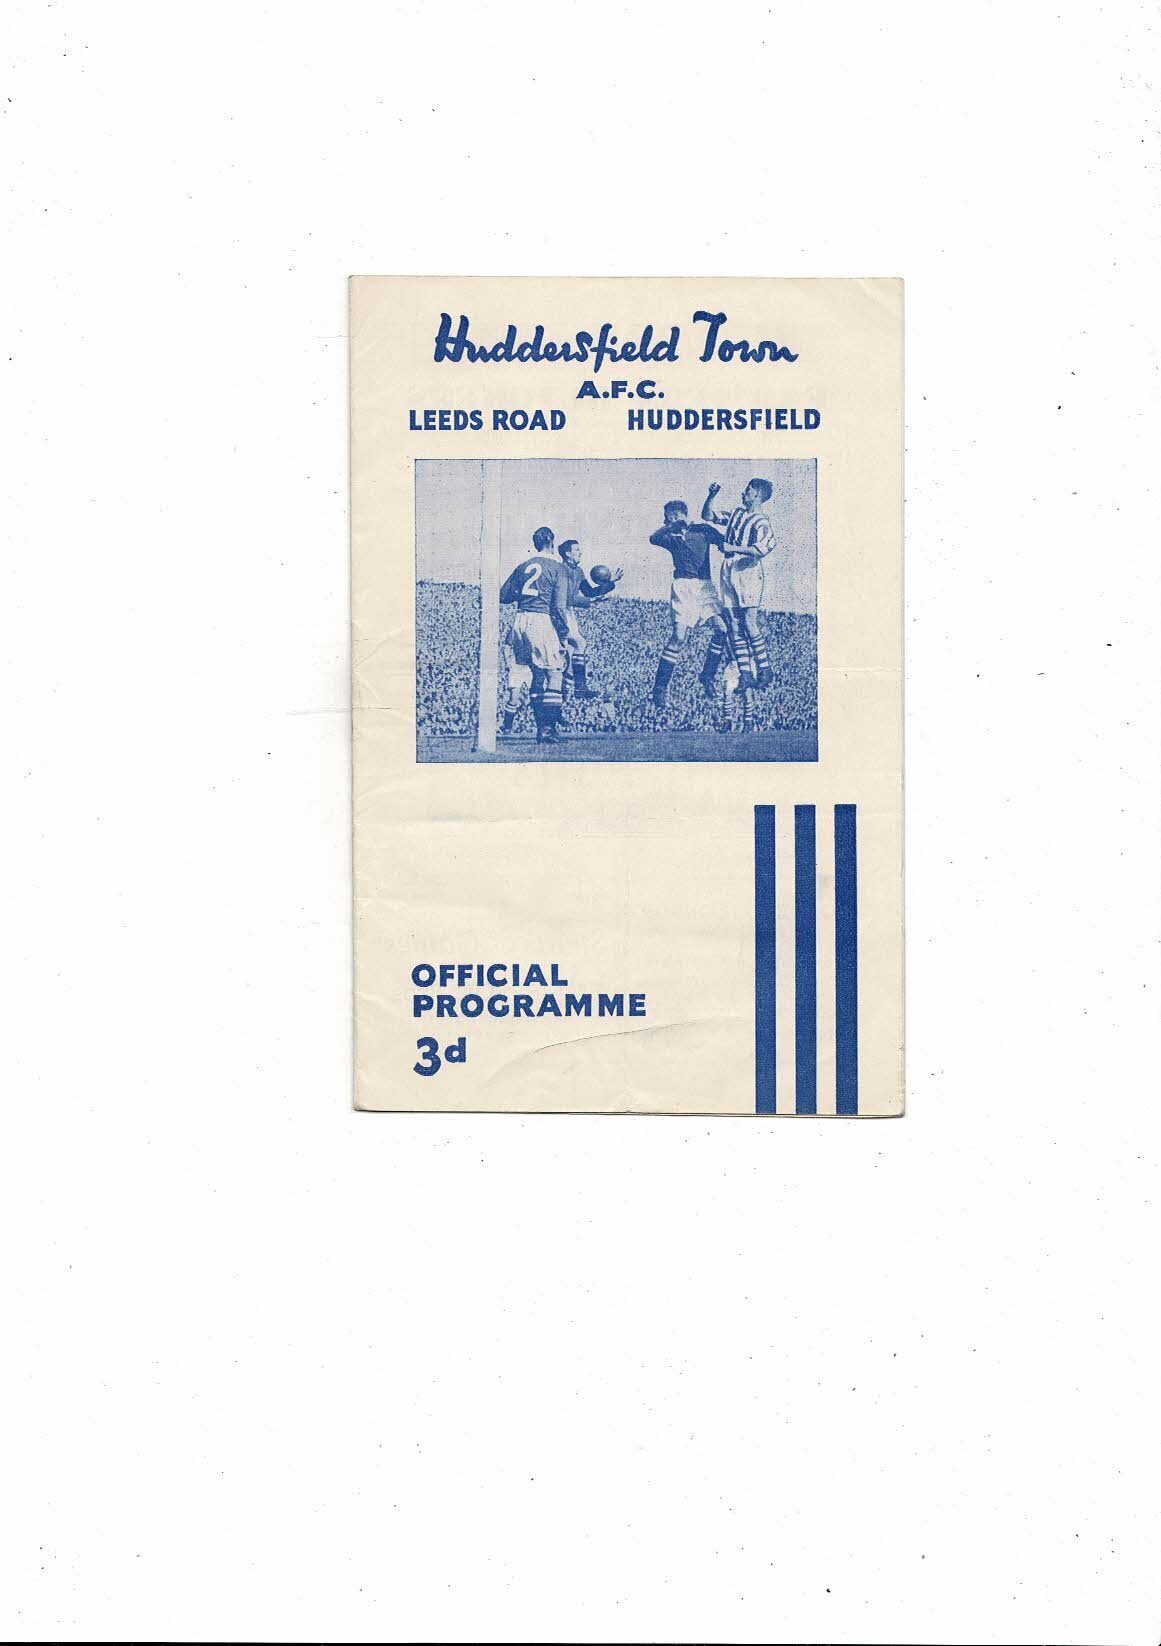 Huddersfield Town
A.F.C.
LEEDS ROAD HUDDERSFIELD
2
OFFICIAL
PROGRAMME
3d